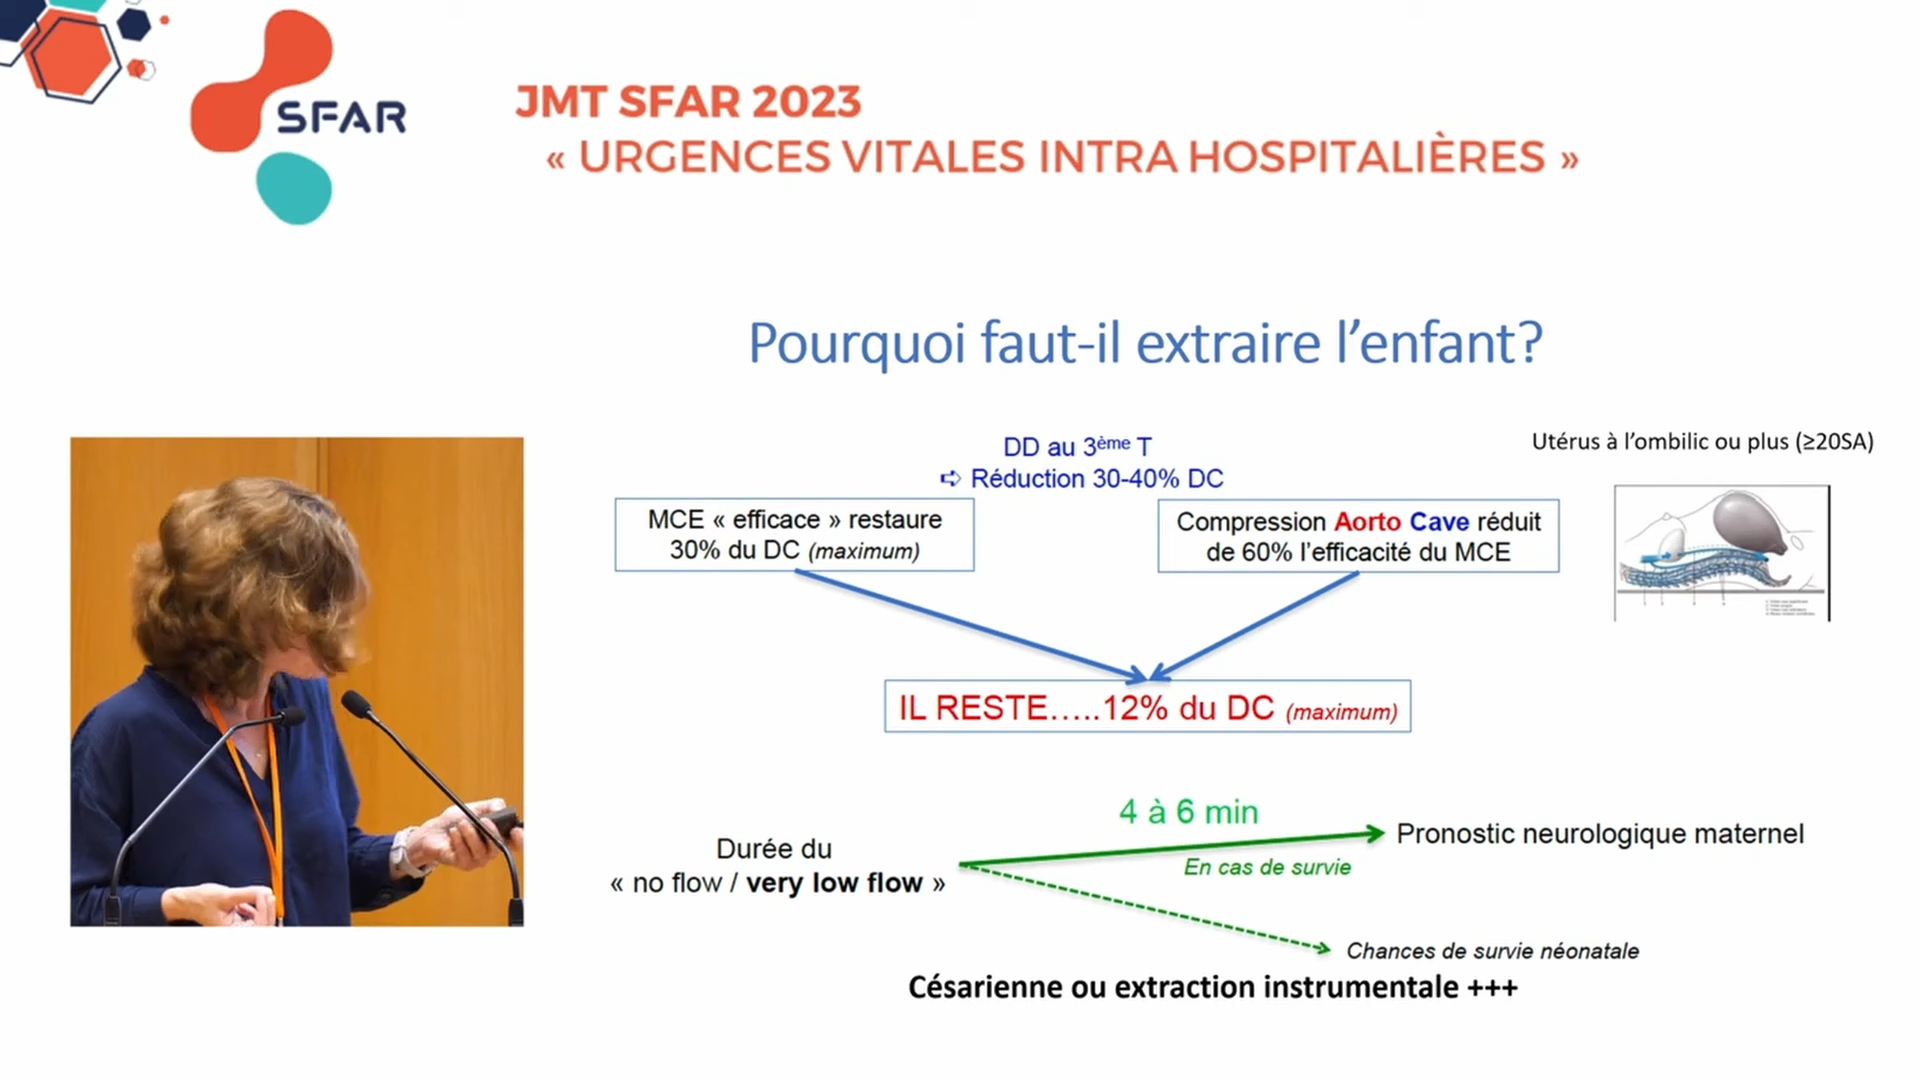 SFAR
JMT SFAR 2023
« URGENCES VITALES INTRA HOSPITALIÈRES »
Pourquoi faut-il extraire l’enfant?
DD au 3ème T
➪ Réduction 30-40% DC
Utérus à l’ombilic ou plus (≥20SA)
MCE « efficace » restaure
30% du DC (maximum)
Compression Aorto Cave réduit
de 60% l’efficacité du MCE
IL RESTE…..12% du DC (maximum)
4 à 6 min
Pronostic neurologique maternel
Durée du
« no flow / very low flow »
En cas de survie
Chances de survie néonatale
Césarienne ou extraction instrumentale +++